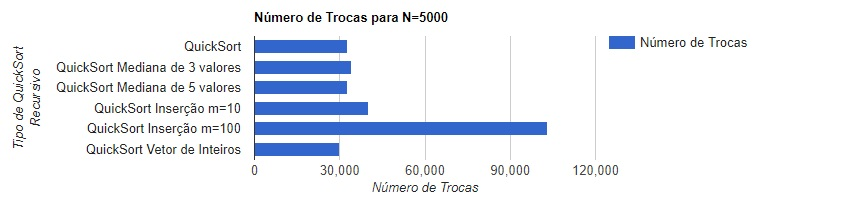 Número de Trocas para N=5000
Tipo de QuickSort
Recursivo
QuickSort
QuickSort Mediana de 3 valores
QuickSort Mediana de 5 valores
QuickSort Inserção m=10
QuickSort Inserção m=100
QuickSort Vetor de Inteiros
0 30,000 60,000 90,000 120,000
Número de Trocas
Número de Trocas